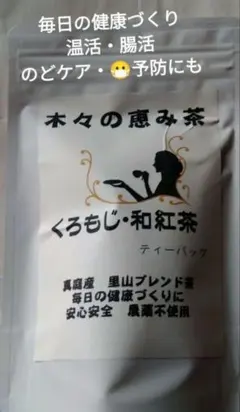 毎日の健康づくり
温活・腸活
のどケア・😷予防にも
木々の恵み茶
くろもじ・和紅茶
ティーバッグ
真庭産 里山ブレンド茶
毎日の健康づくりに
安心安全 農薬不使用